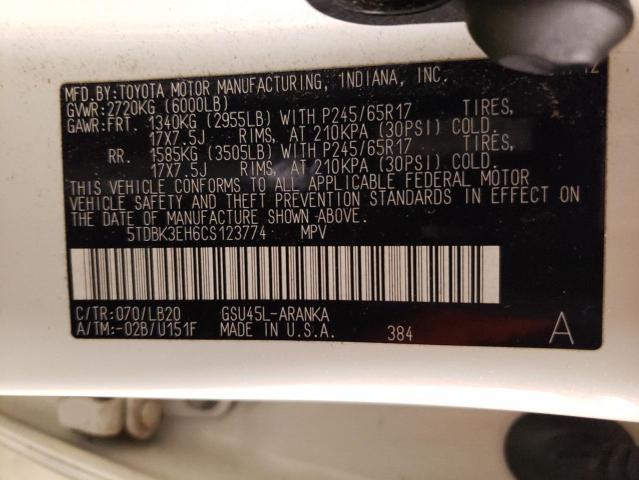 MFD.BY:TOYOTA MOTOR MANUFACTURING, INDIANA, INC.
GVWR:2720KG (6000LB)
GAWR:FRT. 1340KG (2955LB) WITH P245/65R17 TIRES,
17X7.5J RIMS, AT 210KPA (30PSI) COLD.
RR. 1585KG (3505LB) WITH P245/65R17 TIRES,
17X7.5J RIMS, AT 210KPA (30PSI) COLD.
THIS VEHICLE CONFORMS TO ALL APPLICABLE FEDERAL MOTOR
VEHICLE SAFETY AND THEFT PREVENTION STANDARDS IN EFFECT ON
THE DATE OF MANUFACTURE SHOWN ABOVE.
5TDBK3EH6CS123774 MPV
C/TR:070/LB20 GSU45L-ARANKA
A/TM:-02B/U151F MADE IN U.S.A. 384 A